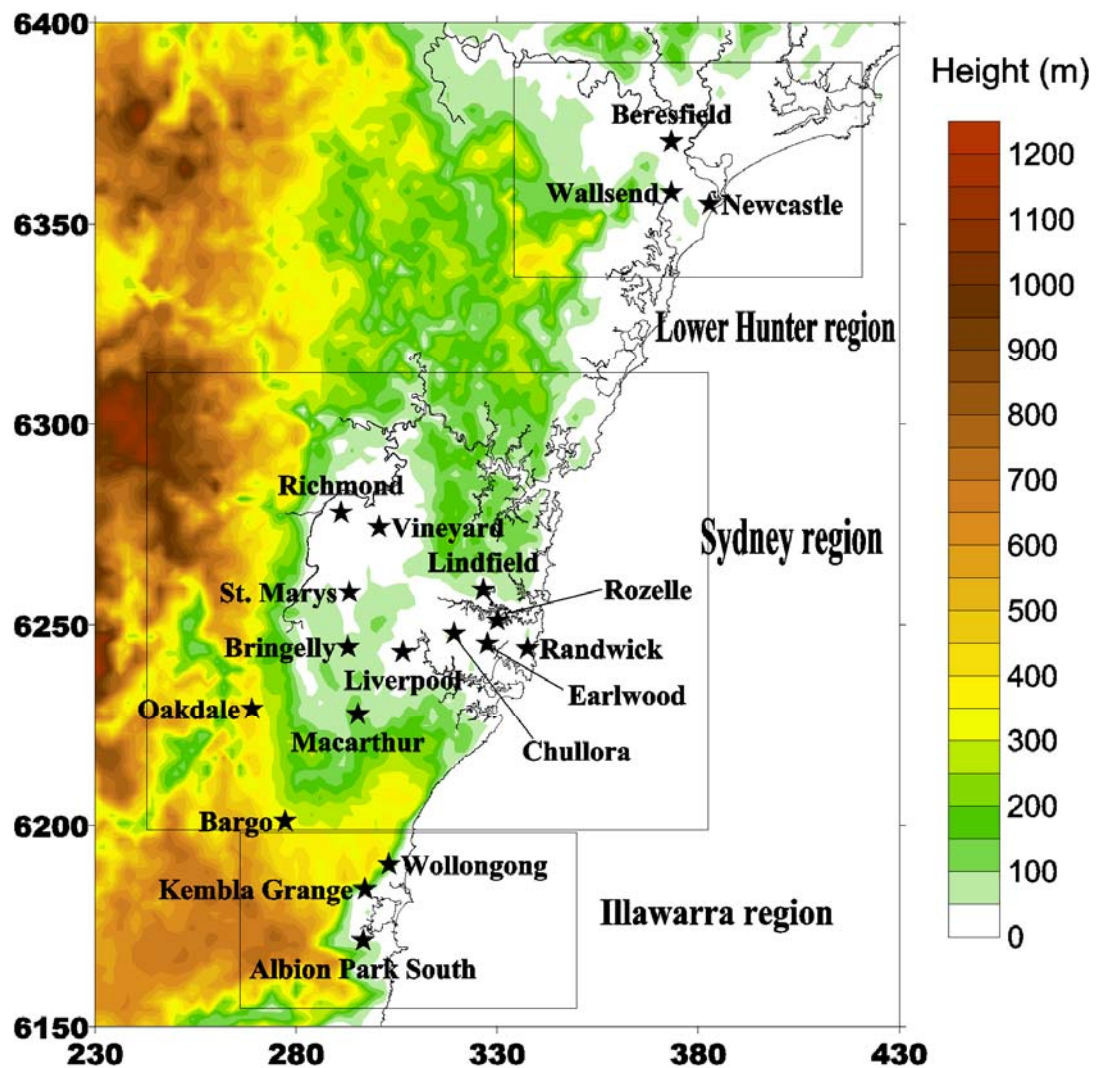 6400
Height (m)
Beresfield
1200
Wallsend
Newcastle
6350
1100
1000
Lower Hunter region
900
800
6300
700
Richmond
Vineyard
Sydney region
600
Lindfield
Rozelle
St. Marys
500
6250
Bringelly
Randwick
Liverpool
Earlwood
400
Oakdale
Macarthur
Chullora
300
200
6200
Bargo
Wollongong
100
Kembla Grange
Illawarra region
0
Albion Park South
6150
230
280
330
380
430